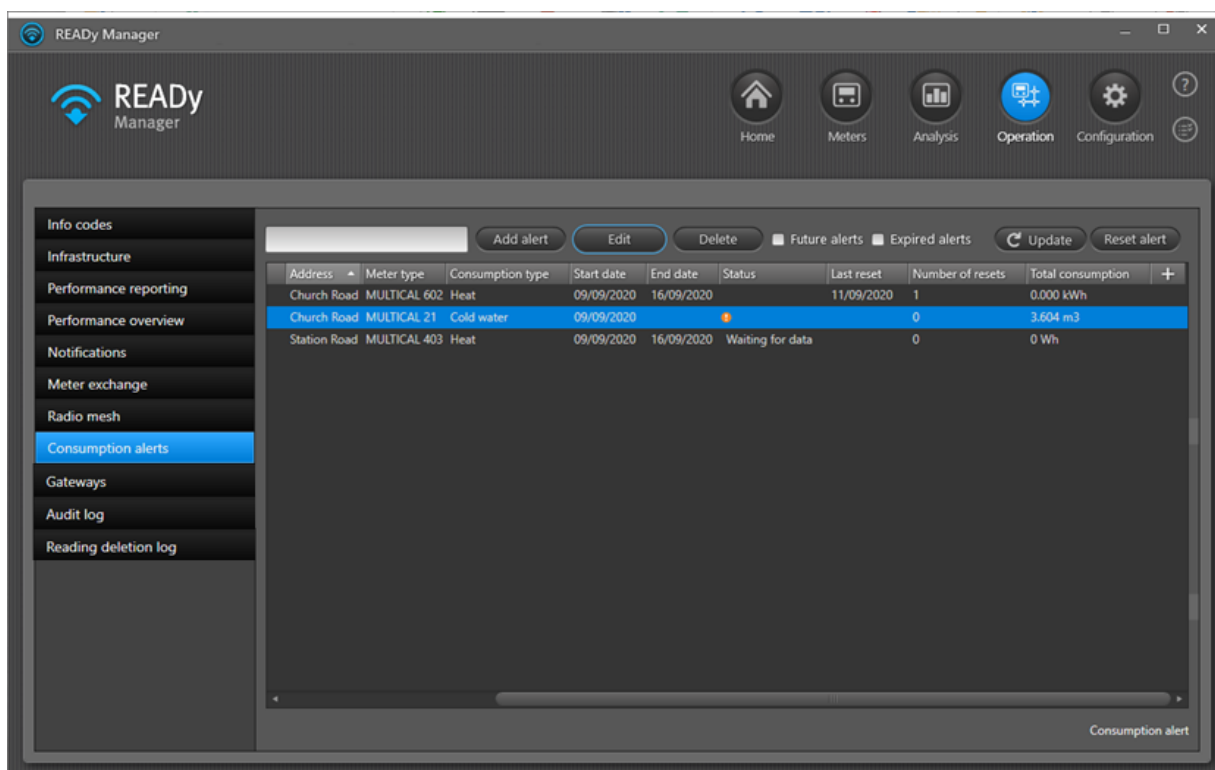 READy Manager
READy
Manager
Home Meters Analysis Operation Configuration
?
Info codes
Infrastructure
Performance reporting
Performance overview
Notifications
Meter exchange
Radio mesh
Consumption alerts
Gateways
Audit log
Reading deletion log
Add alert Edit Delete Future alerts Expired alerts Update Reset alert
Address Meter type Consumption type Start date End date Status Last reset Number of resets Total consumption +
Church Road MULTICAL 602 Heat 09/09/2020 16/09/2020 11/09/2020 1 0.000 kWh
Church Road MULTICAL 21 Cold water 09/09/2020 0 3.604 m3
Station Road MULTICAL 403 Heat 09/09/2020 16/09/2020 Waiting for data 0 0 Wh
Consumption alert